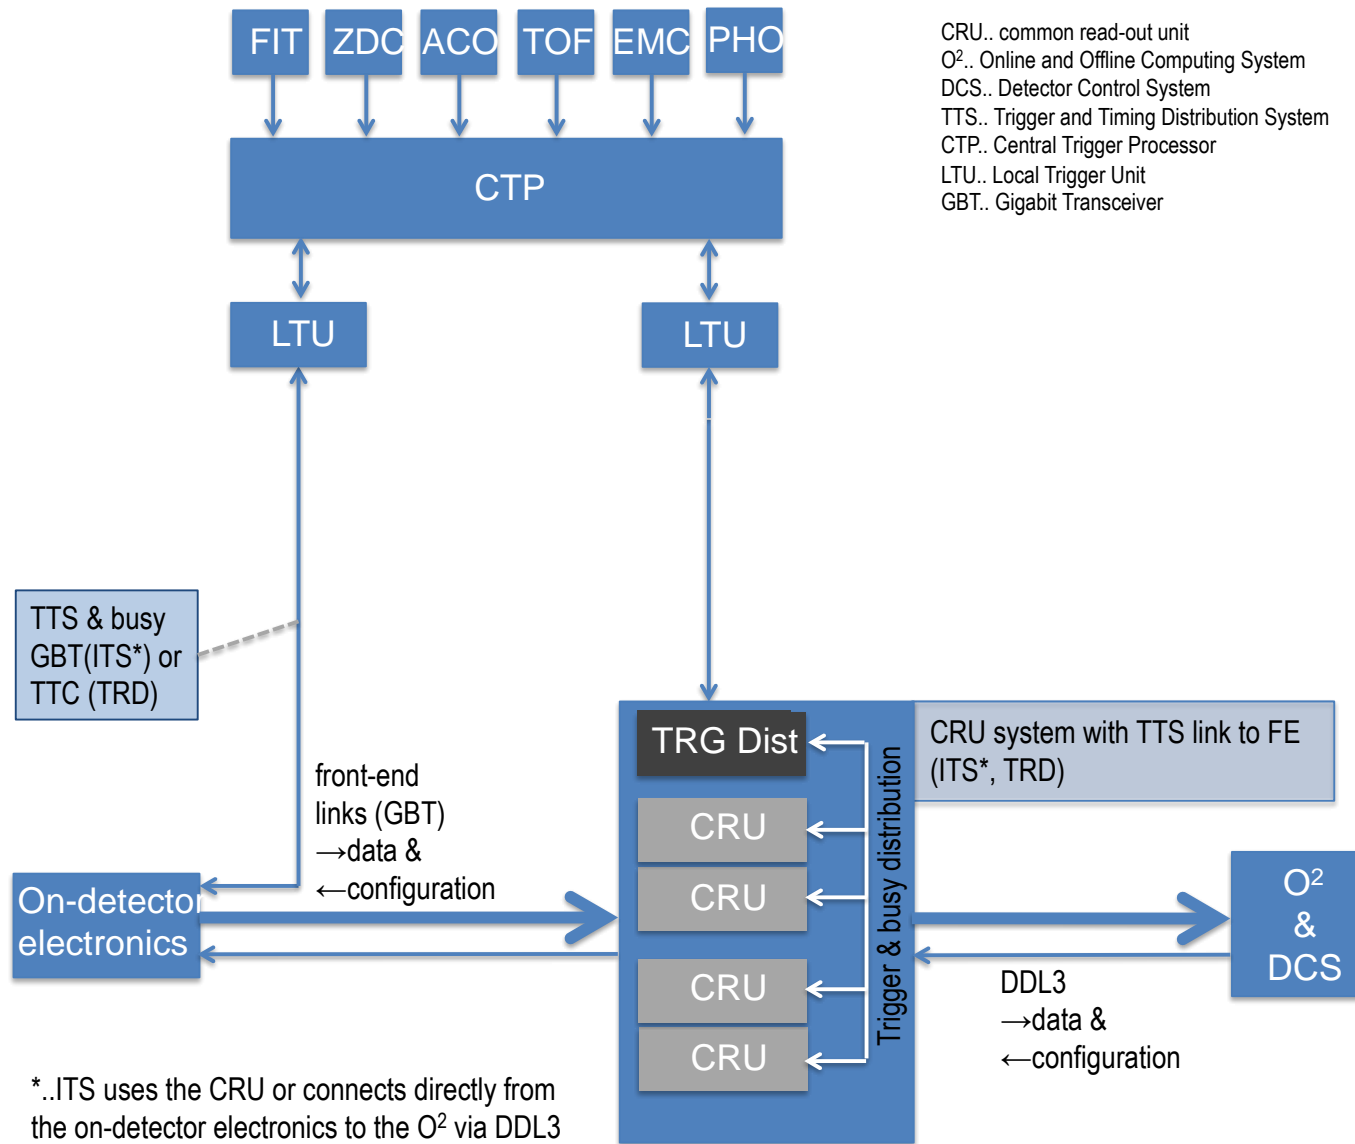 FIT ZDC ACO TOF EMC PHO
CRU.. common read-out unit
O².. Online and Offline Computing System
DCS.. Detector Control System
TTS.. Trigger and Timing Distribution System
CTP.. Central Trigger Processor
LTU.. Local Trigger Unit
GBT.. Gigabit Transceiver
CTP
LTU
LTU
TTS & busy
GBT(ITS*) or
TTC (TRD)
TRG Dist
CRU
CRU
CRU
CRU
Trigger & busy distribution
CRU system with TTS link to FE
(ITS*, TRD)
front-end
links (GBT)
→data &
←configuration
On-detector
electronics
O²
&
DCS
DDL3
→data &
←configuration
*..ITS uses the CRU or connects directly from
the on-detector electronics to the O² via DDL3